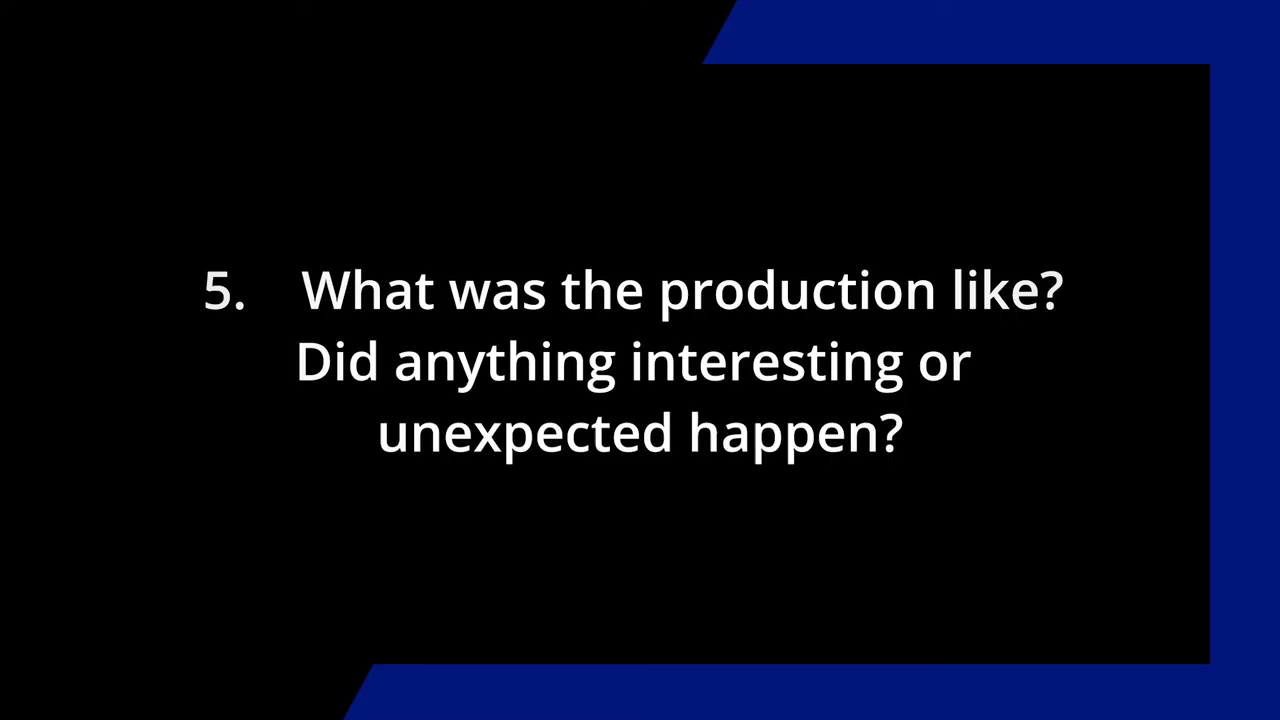 5. What was the production like?
Did anything interesting or
unexpected happen?